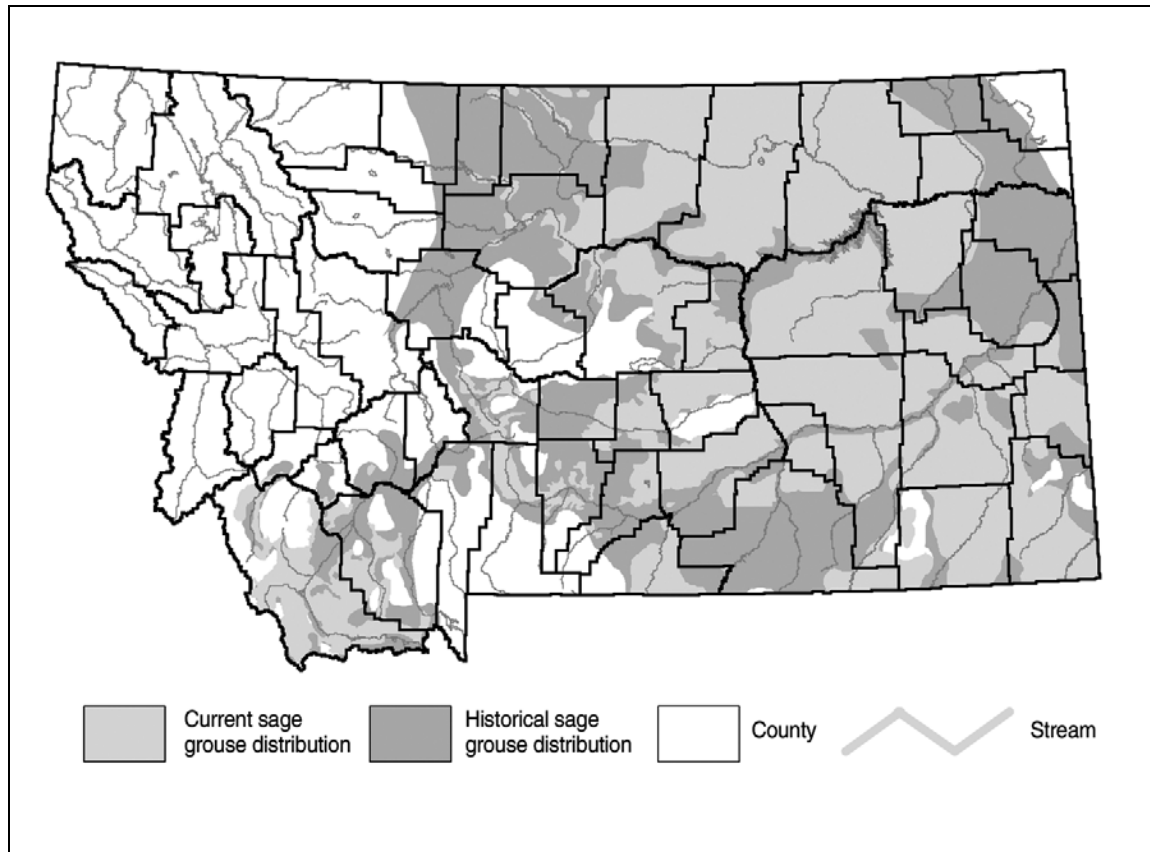 Current sage
grouse distribution
Historical sage
grouse distribution
County
Stream